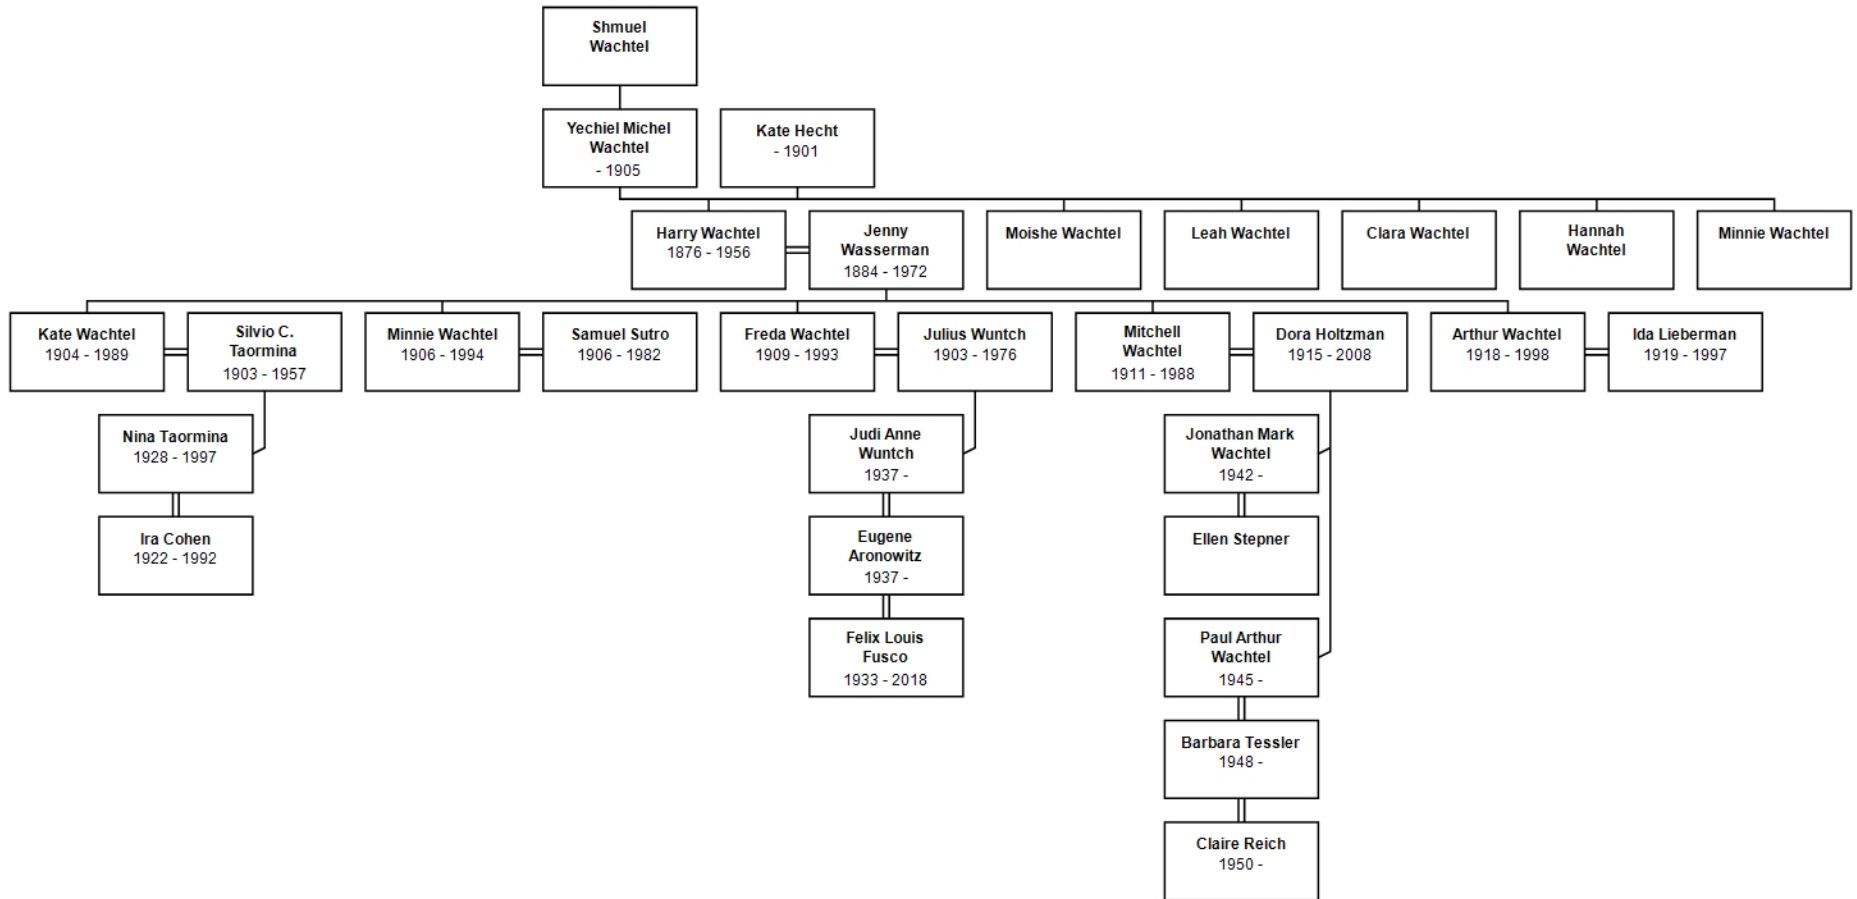 Shmuel
Wachtel
Yechiel Michel
Wachtel
- 1905
Kate Hecht
- 1901
Harry Wachtel
1876 - 1956
Jenny
Wasserman
1884 - 1972
Moishe Wachtel
Leah Wachtel
Clara Wachtel
Hannah
Wachtel
Minnie Wachtel
Kate Wachtel
1904 - 1989
Silvio C.
Taormina
1903 - 1957
Minnie Wachtel
1906 - 1994
Samuel Sutro
1906 - 1982
Freda Wachtel
1909 - 1993
Julius Wuntch
1903 - 1976
Mitchell
Wachtel
1911 - 1988
Dora Holtzman
1915 - 2008
Arthur Wachtel
1918 - 1998
Ida Lieberman
1919 - 1997
Nina Taormina
1928 - 1997
Judi Anne
Wuntch
1937 -
Jonathan Mark
Wachtel
1942 -
Ira Cohen
1922 - 1992
Eugene
Aronowitz
1937 -
Ellen Stepner
Felix Louis
Fusco
1933 - 2018
Paul Arthur
Wachtel
1945 -
Barbara Tessler
1948 -
Claire Reich
1950 -